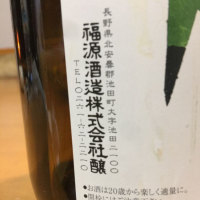 長野県北安曇郡池田町大字池田二一〇〇
福源酒造株式会社醸
TEL〇二六一・六二・二二一〇
●お酒は20歳から楽しく適量に。